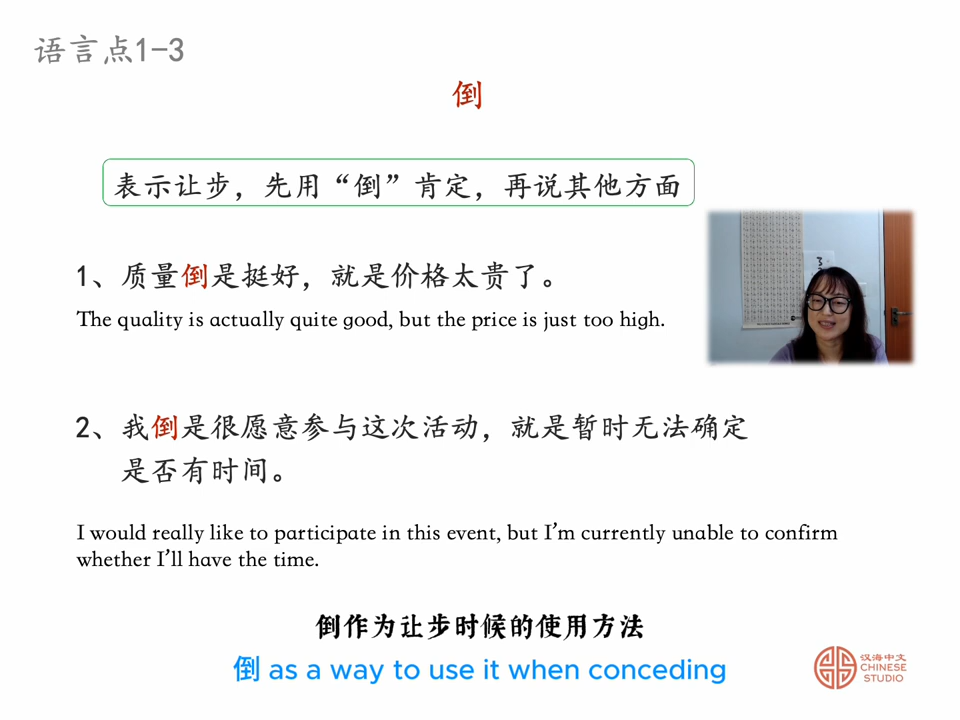 语言点1-3
倒
表示让步，先用“倒”肯定，再说其他方面
1、质量倒是挺好，就是价格太贵了。
The quality is actually quite good, but the price is just too high.
2、我倒是很愿意参与这次活动，就是暂时无法确定
是否有时间。
I would really like to participate in this event, but I'm currently unable to confirm
whether I'll have the time.
倒作为让步时候的使用方法
倒 as a way to use it when conceding
汉海中文
CHINESE
STUDIO